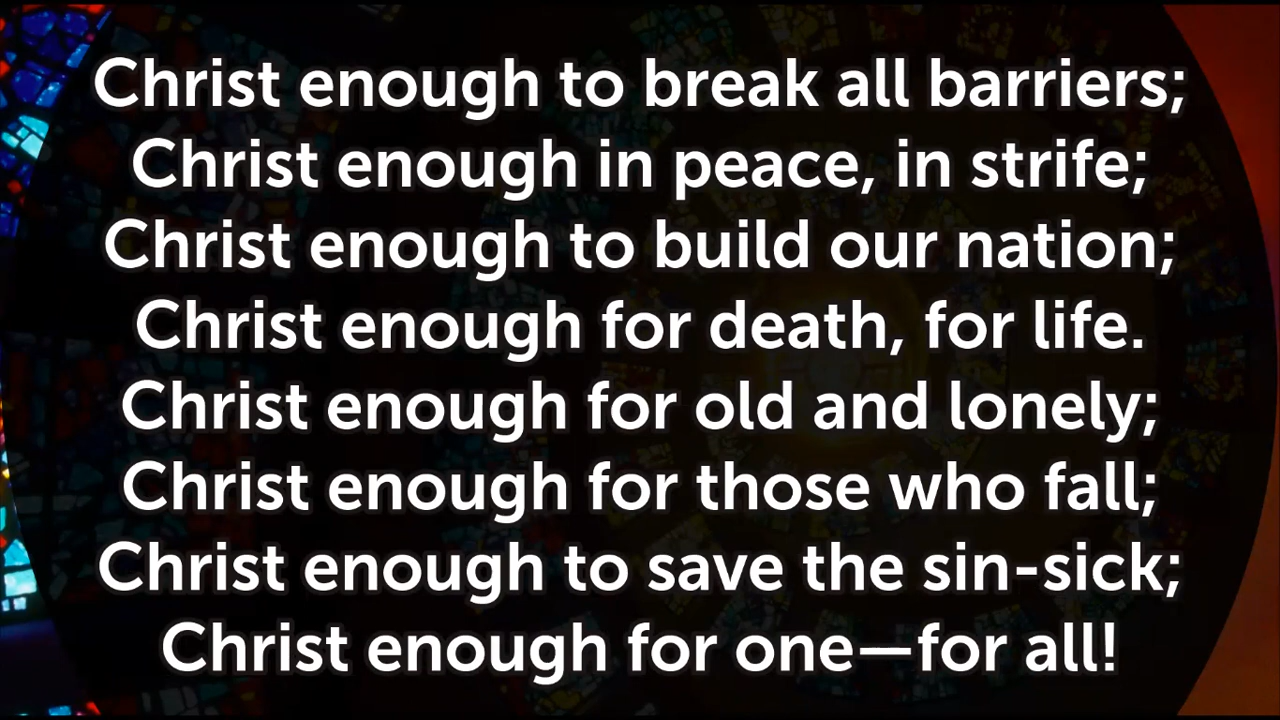 Christ enough to break all barriers;
Christ enough in peace, in strife;
Christ enough to build our nation;
Christ enough for death, for life.
Christ enough for old and lonely;
Christ enough for those who fall;
Christ enough to save the sin-sick;
Christ enough for one—for all!